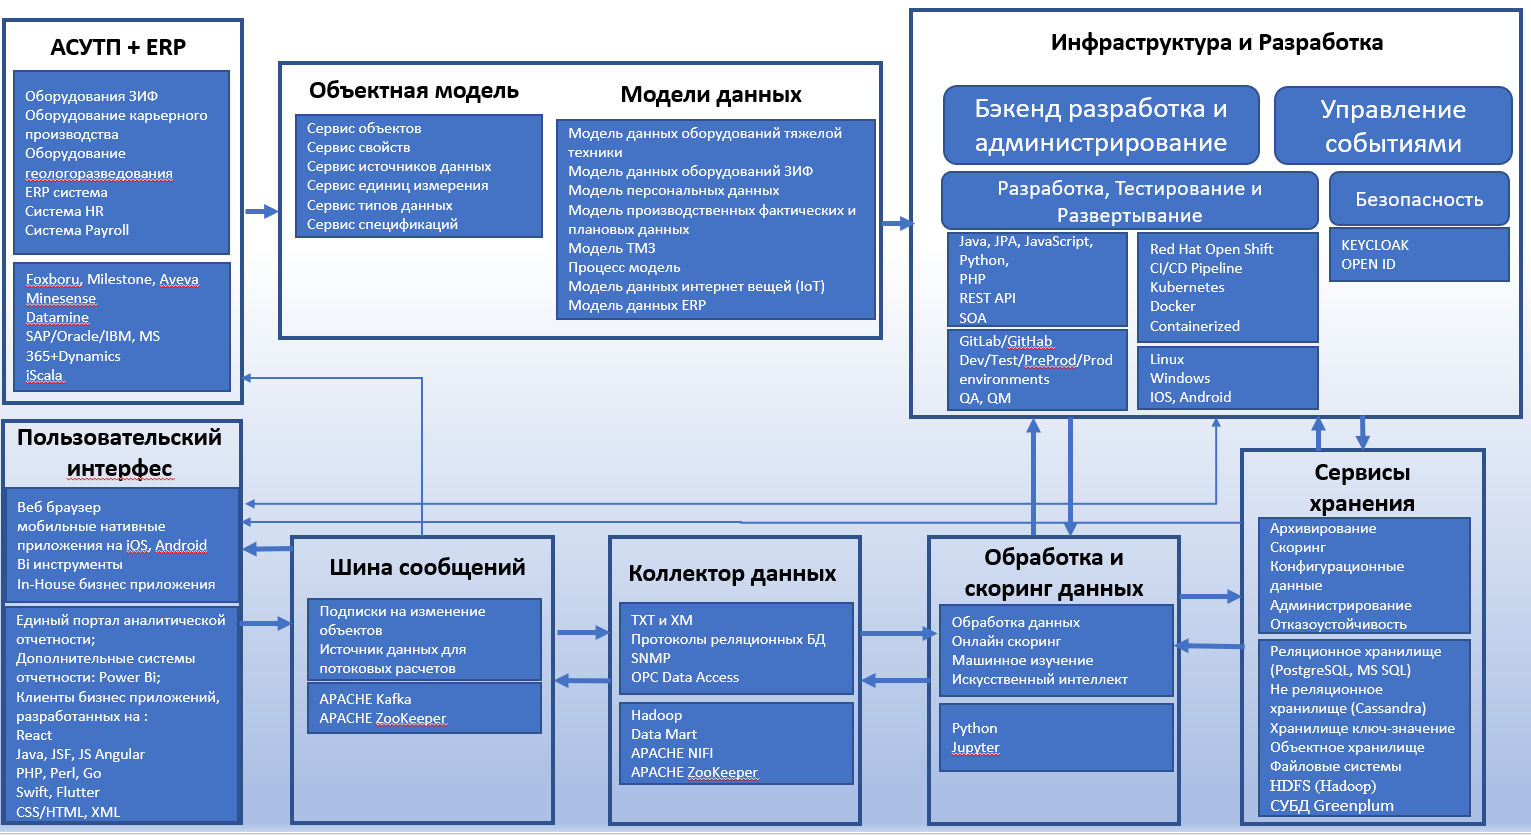 АСУТП + ERP
Оборудования ЗИФ
Оборудование карьерного
производства
Оборудование
геологоразведования
ERP система
Система HR
Система Payroll
Foxboru, Milestone, Aveva
Minesense
Datamine
SAP/Oracle/IBM, MS
365+Dynamics
iScala
Объектная модель
Сервис объектов
Сервис свойств
Сервис источников данных
Сервис единиц измерения
Сервис типов данных
Сервис спецификаций
Модели данных
Модель данных оборудований тяжелой
техники
Модель данных оборудований ЗИФ
Модель персональных данных
Модель производственных фактических и
плановых данных
Модель ТМЗ
Процесс модель
Модель данных интернет вещей (IoT)
Модель данных ERP
Инфраструктура и Разработка
Бэкенд разработка и
администрирование
Управление
событиями
Разработка, Тестирование и
Развертывание
Безопасность
Java, JPA, JavaScript,
Python,
PHP
REST API
SOA
GitLab/GitHab
Dev/Test/PreProd/Prod
environments
QA, QM
Red Hat Open Shift
CI/CD Pipeline
Kubernetes
Docker
Containerized
Linux
Windows
IOS, Android
KEYCLOAK
OPEN ID
Пользовательский
интерфес
Веб браузер
мобильные нативные
приложения на iOS, Android
Bi инструменты
In-House бизнес приложения
Единый портал аналитической
отчетности;
Дополнительные системы
отчетности: Power Bi;
Клиенты бизнес приложений,
разработанных на :
React
Java, JSF, JS Angular
PHP, Perl, Go
Swift, Flutter
CSS/HTML, XML
Шина сообщений
Подписки на изменение
объектов
Источник данных для
потоковых расчетов
APACHE Kafka
APACHE ZooKeeper
Коллектор данных
TXT и XM
Протоколы реляционных БД
SNMP
OPC Data Access
Hadoop
Data Mart
APACHE NIFI
APACHE ZooKeeper
Обработка и
скоринг данных
Обработка данных
Онлайн скоринг
Машинное изучение
Искусственный интеллект
Python
Jupyter
Сервисы
хранения
Архивирование
Скоринг
Конфигурационные
данные
Администрирование
Отказоустойчивость
Реляционное хранилище
(PostgreSQL, MS SQL)
Не реляционное
хранилище (Cassandra)
Хранилище ключ-значение
Объектное хранилище
Файловые системы
HDFS (Hadoop)
СУБД Greenplum